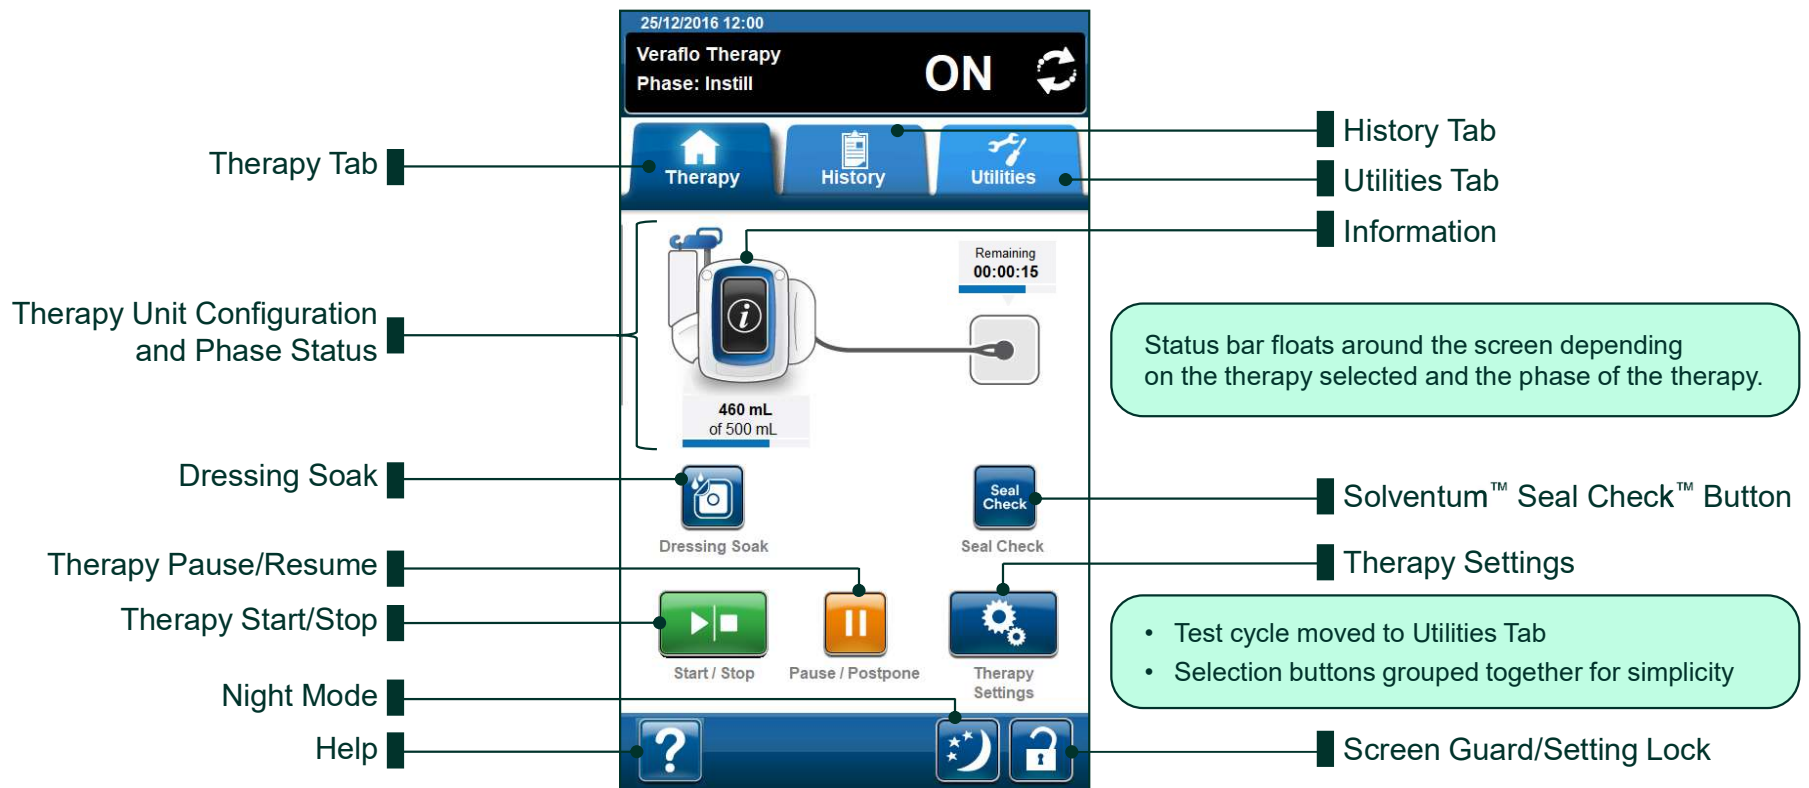 25/12/2016 12:00
Veraflo Therapy
Phase: Instill
ON
Therapy
History
Utilities
Therapy Tab
History Tab
Utilities Tab
Information
Remaining
00:00:15
i
Therapy Unit Configuration
and Phase Status
Status bar floats around the screen depending
on the therapy selected and the phase of the therapy.
460 mL
of 500 mL
Dressing Soak
Seal
Check
Solventum™ Seal Check™ Button
Dressing Soak
Seal Check
Therapy Pause/Resume
Therapy Settings
Therapy Start/Stop
Start / Stop
Pause / Postpone
Therapy
Settings
• Test cycle moved to Utilities Tab
• Selection buttons grouped together for simplicity
Night Mode
Help
?
Screen Guard/Setting Lock